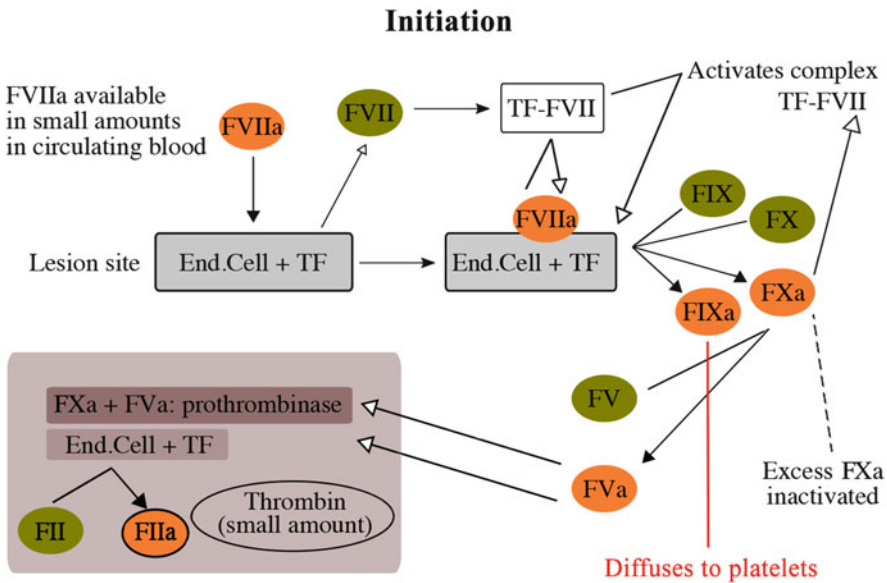 Initiation
FVIIa available
in small amounts
in circulating blood
FVIIa
FVII
TF-FVII
Activates complex
TF-FVII
FVIIa
FIX
FX
Lesion site
End.Cell + TF
End.Cell + TF
FIXa
FXa
FXa + FVa: prothrombinase
End.Cell + TF
FV
FII
FIIa
Thrombin
(small amount)
FVa
Excess FXa
inactivated
Diffuses to platelets